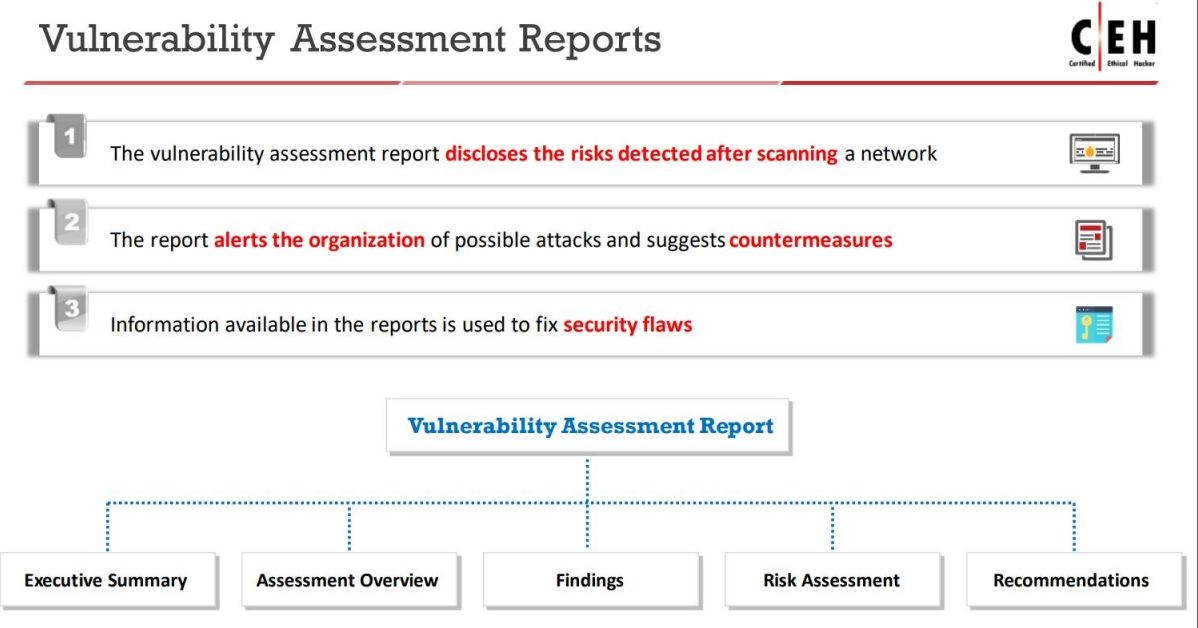 Vulnerability Assessment Reports
C EH
Certified Ethical Hacker
1
The vulnerability assessment report discloses the risks detected after scanning a network
2
The report alerts the organization of possible attacks and suggests countermeasures
3
Information available in the reports is used to fix security flaws
Vulnerability Assessment Report
Executive Summary
Assessment Overview
Findings
Risk Assessment
Recommendations